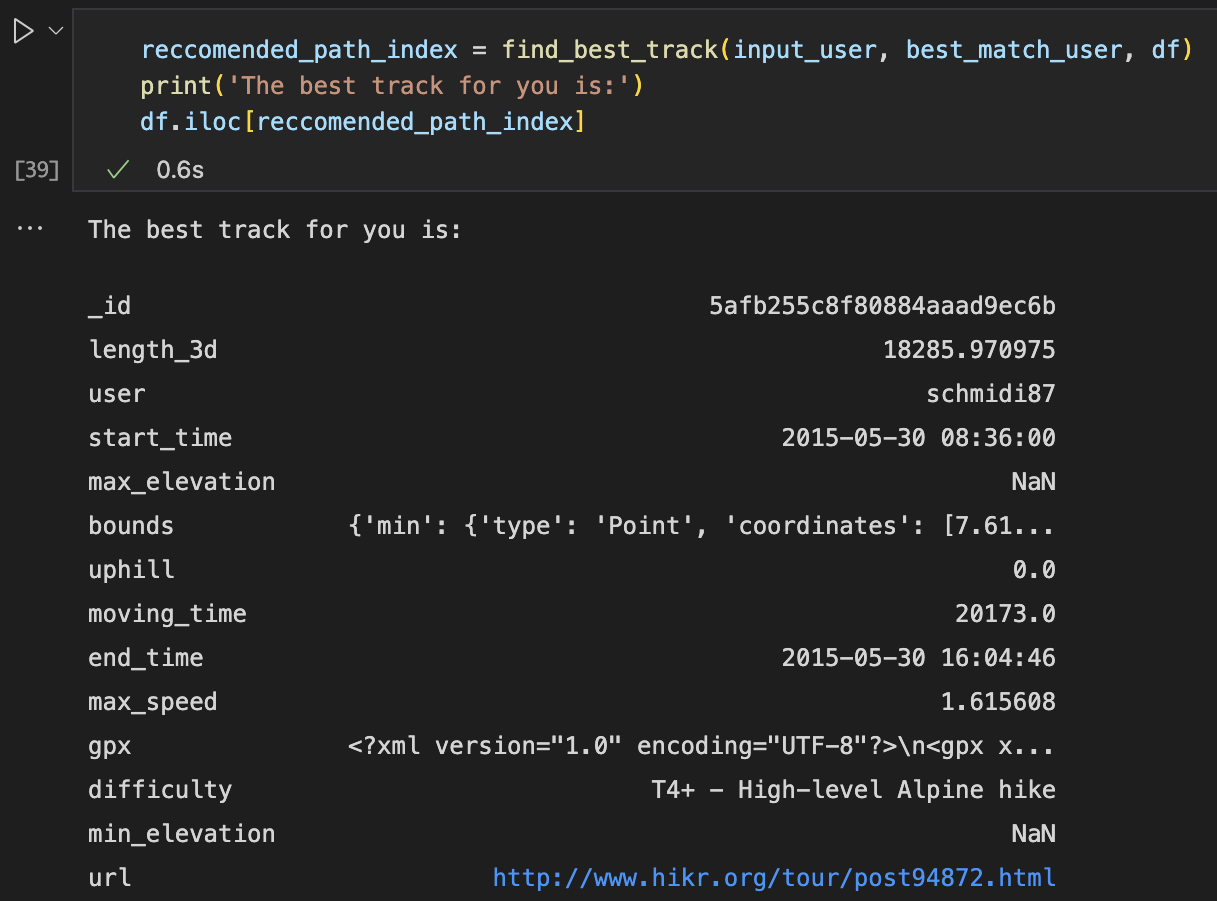 reccomended_path_index = find_best_track(input_user, best_match_user, df)
print('The best track for you is:')
df.iloc[reccomended_path_index]
[39] ✓ 0.6s
... The best track for you is:
_id 5afb255c8f80884aaad9ec6b
length_3d 18285.970975
user schmidi87
start_time 2015-05-30 08:36:00
max_elevation NaN
bounds {'min': {'type': 'Point', 'coordinates': [7.61...
uphill 0.0
moving_time 20173.0
end_time 2015-05-30 16:04:46
max_speed 1.615608
gpx <?xml version="1.0" encoding="UTF-8"?>\n<gpx x...
difficulty T4+ - High-level Alpine hike
min_elevation NaN
url http://www.hikr.org/tour/post94872.html